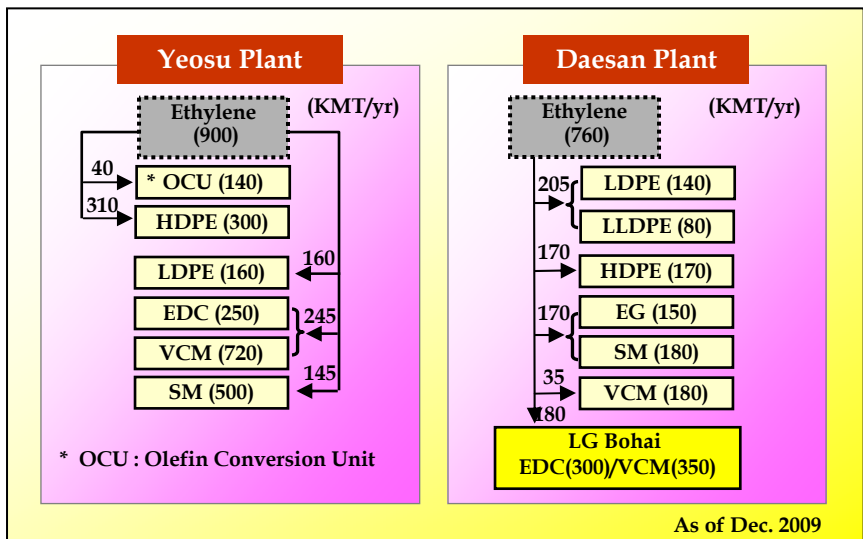 Yeosu Plant
(KMT/yr)
Ethylene
(900)
40
* OCU (140)
310
HDPE (300)
160
LDPE (160)
EDC (250)
245
VCM (720)
145
SM (500)
* OCU : Olefin Conversion Unit
Daesan Plant
(KMT/yr)
Ethylene
(760)
205
LDPE (140)
LLDPE (80)
170
HDPE (170)
170
EG (150)
SM (180)
35
VCM (180)
180
LG Bohai
EDC(300)/VCM(350)
As of Dec. 2009